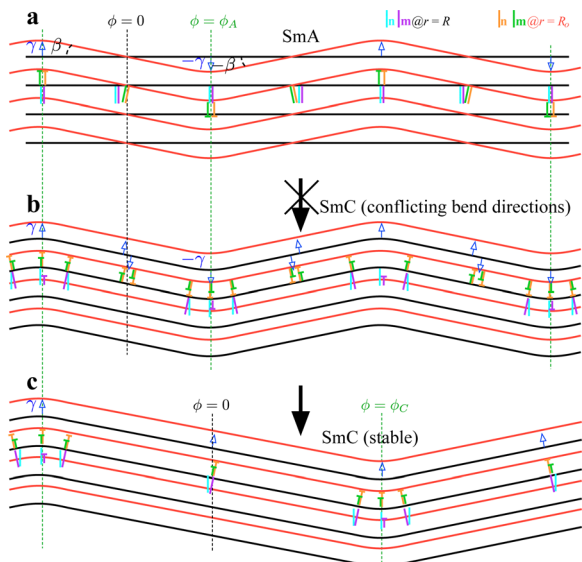 a
ϕ = 0
ϕ = ϕ_A
SmA
n m@r = R
n m@r = R_o
γ
β
−γ
−β
b
SmC (conflicting bend directions)
γ
−γ
c
γ
ϕ = 0
ϕ = ϕ_C
SmC (stable)